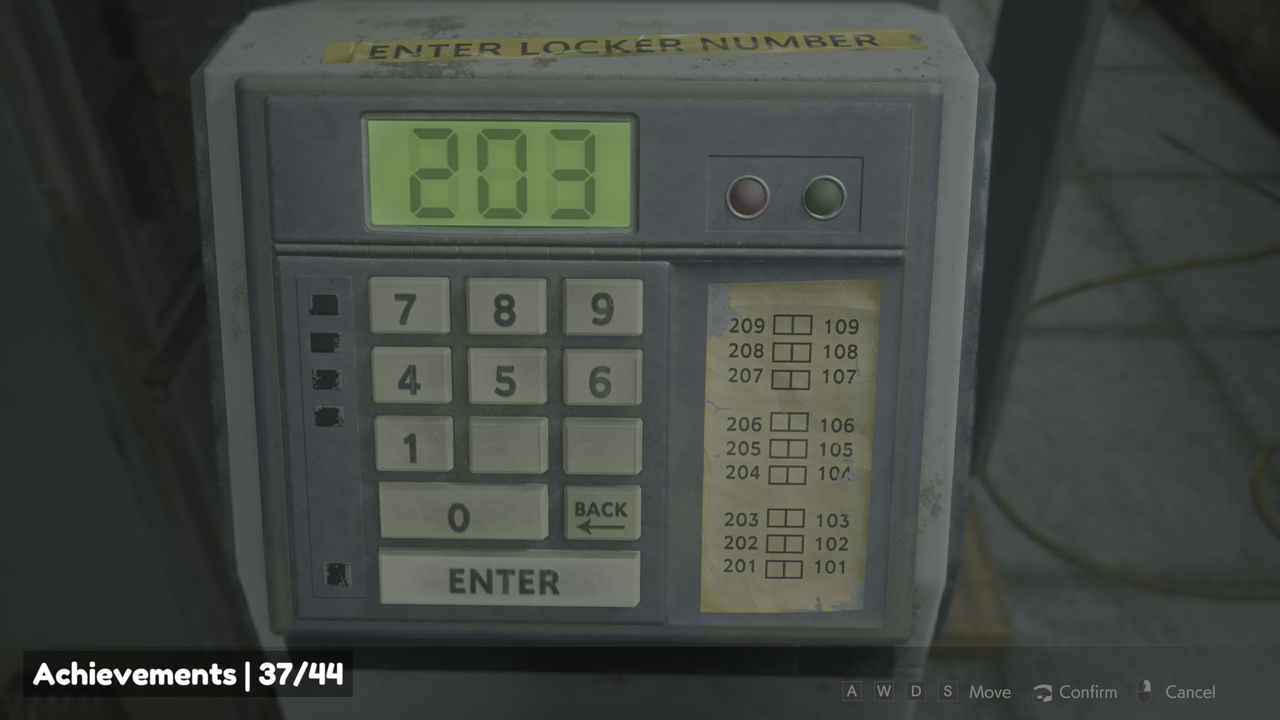 ENTER LOCKER NUMBER
203
7 8 9
4 5 6
1
0 BACK
ENTER
209 109
208 108
207 107
206 106
205 105
204 104
203 103
202 102
201 101
Achievements | 37/44
A W D S Move Confirm Cancel